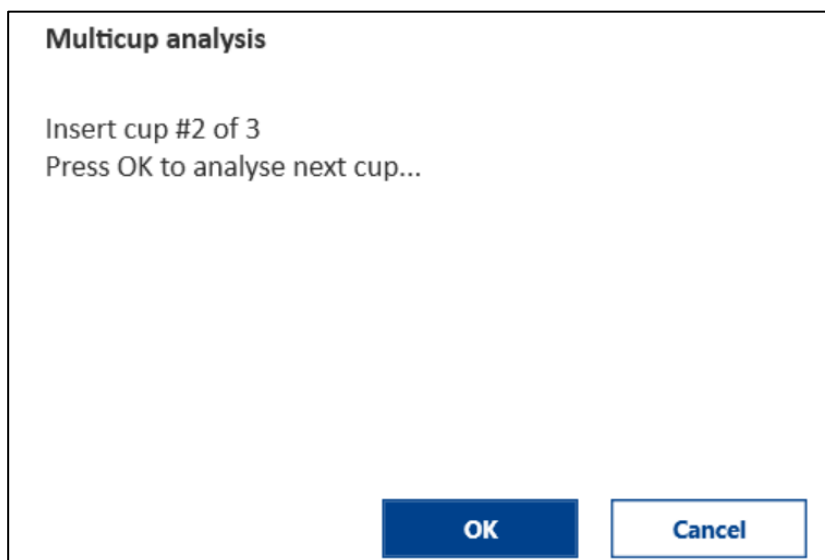 Multicup analysis
Insert cup #2 of 3
Press OK to analyse next cup...
OK
Cancel